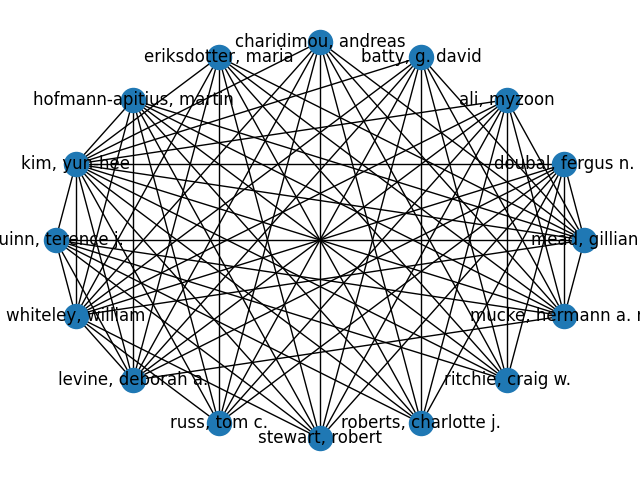 charidimou, andreas
eriksdotter, maria
batty, g. david
hofmann-apitius, martin
ali, myzoon
kim, yun-hee
doubal, fergus n.
uinn, terence j.
mead, gillian
whiteley, william
mucke, hermann a.
levine, deborah a.
ritchie, craig w.
russ, tom c.
roberts, charlotte j.
stewart, robert